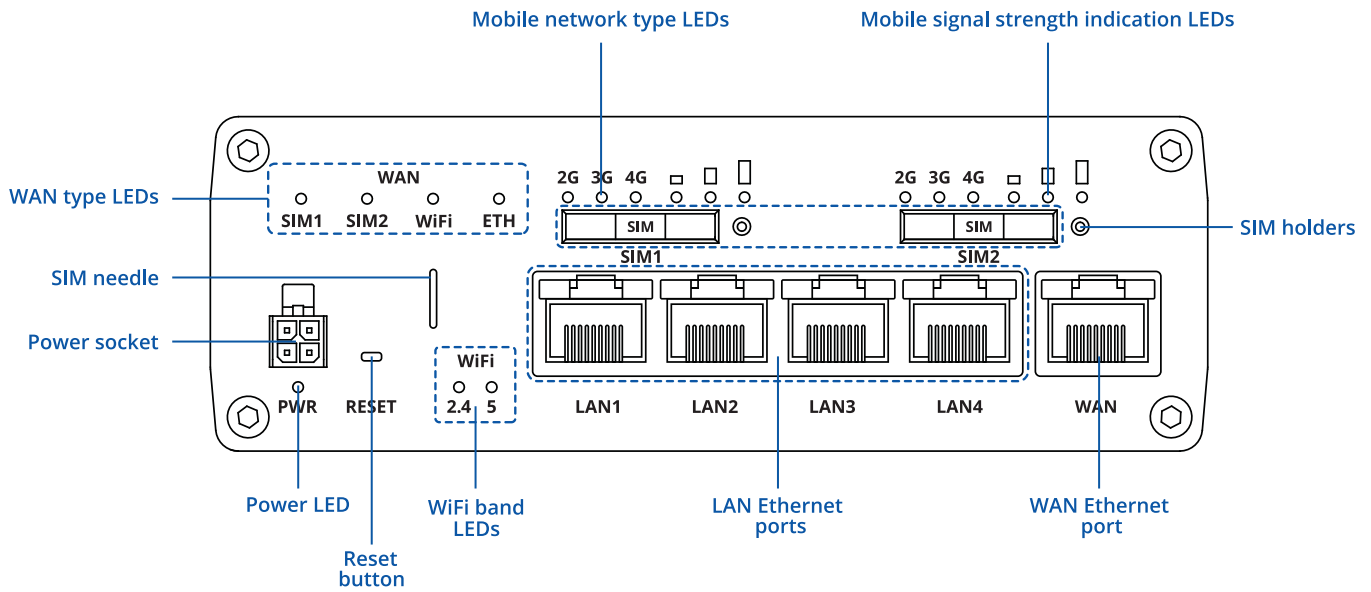 Mobile network type LEDs
Mobile signal strength indication LEDs
WAN type LEDs
WAN
SIM1 SIM2 WiFi ETH
2G 3G 4G
2G 3G 4G
SIM
SIM
SIM1
SIM2
SIM holders
SIM needle
Power socket
WiFi
2.4 5
PWR RESET
LAN1 LAN2 LAN3 LAN4 WAN
Power LED
WiFi band
LEDs
LAN Ethernet
ports
WAN Ethernet
port
Reset
button